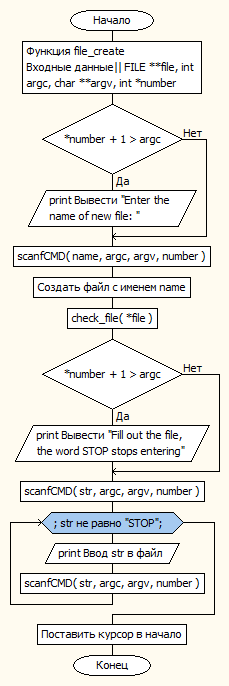 Начало
Функция file_create
Входные данные|| FILE **file, int
argc, char **argv, int *number
*number + 1 > argc
Нет
Да
print Вывести "Enter the
name of new file: "
scanfCMD( name, argc, argv, number )
Создать файл с именем name
check_file( *file )
*number + 1 > argc
Нет
Да
print Вывести "Fill out the file,
the word STOP stops entering"
scanfCMD( str, argc, argv, number )
; str не равно "STOP";
print Ввод str в файл
scanfCMD( str, argc, argv, number )
Поставить курсор в начало
Конец